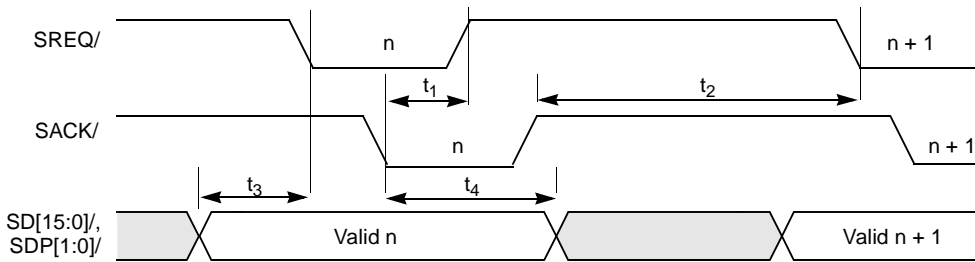 SREQ/
n
n + 1
t1
t2
SACK/
n
n + 1
t3
t4
SD[15:0]/,
SDP[1:0]/
Valid n
Valid n + 1